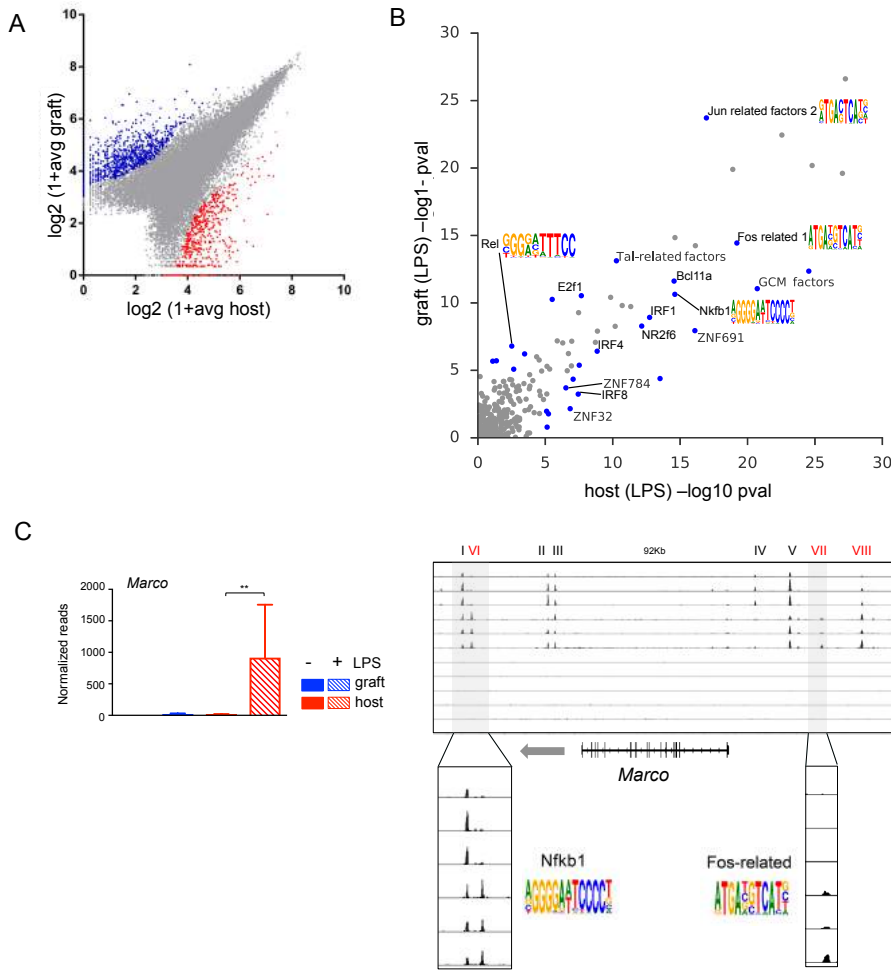 A
10
8
6
4
2
0
log2 (1+avg graft)
0 2 4 6 8 10
log2 (1+avg host)
B
30
25
20
15
10
5
0
graft (LPS) –log1- pval
0 5 10 15 20 25 30
host (LPS) –log10 pval
Jun related factors 2
Fos related 1
Rel
Tal-related factors
Bcl11a
GCM factors
E2f1
Nkfb1
IRF1
NR2f6
ZNF691
IRF4
ZNF784
IRF8
ZNF32
C
Marco
2000
1500
1000
500
0
Normalized reads
**
- + LPS
graft
host
I VI II III 92Kb IV V VII VIII
Marco
Nfkb1
Fos-related